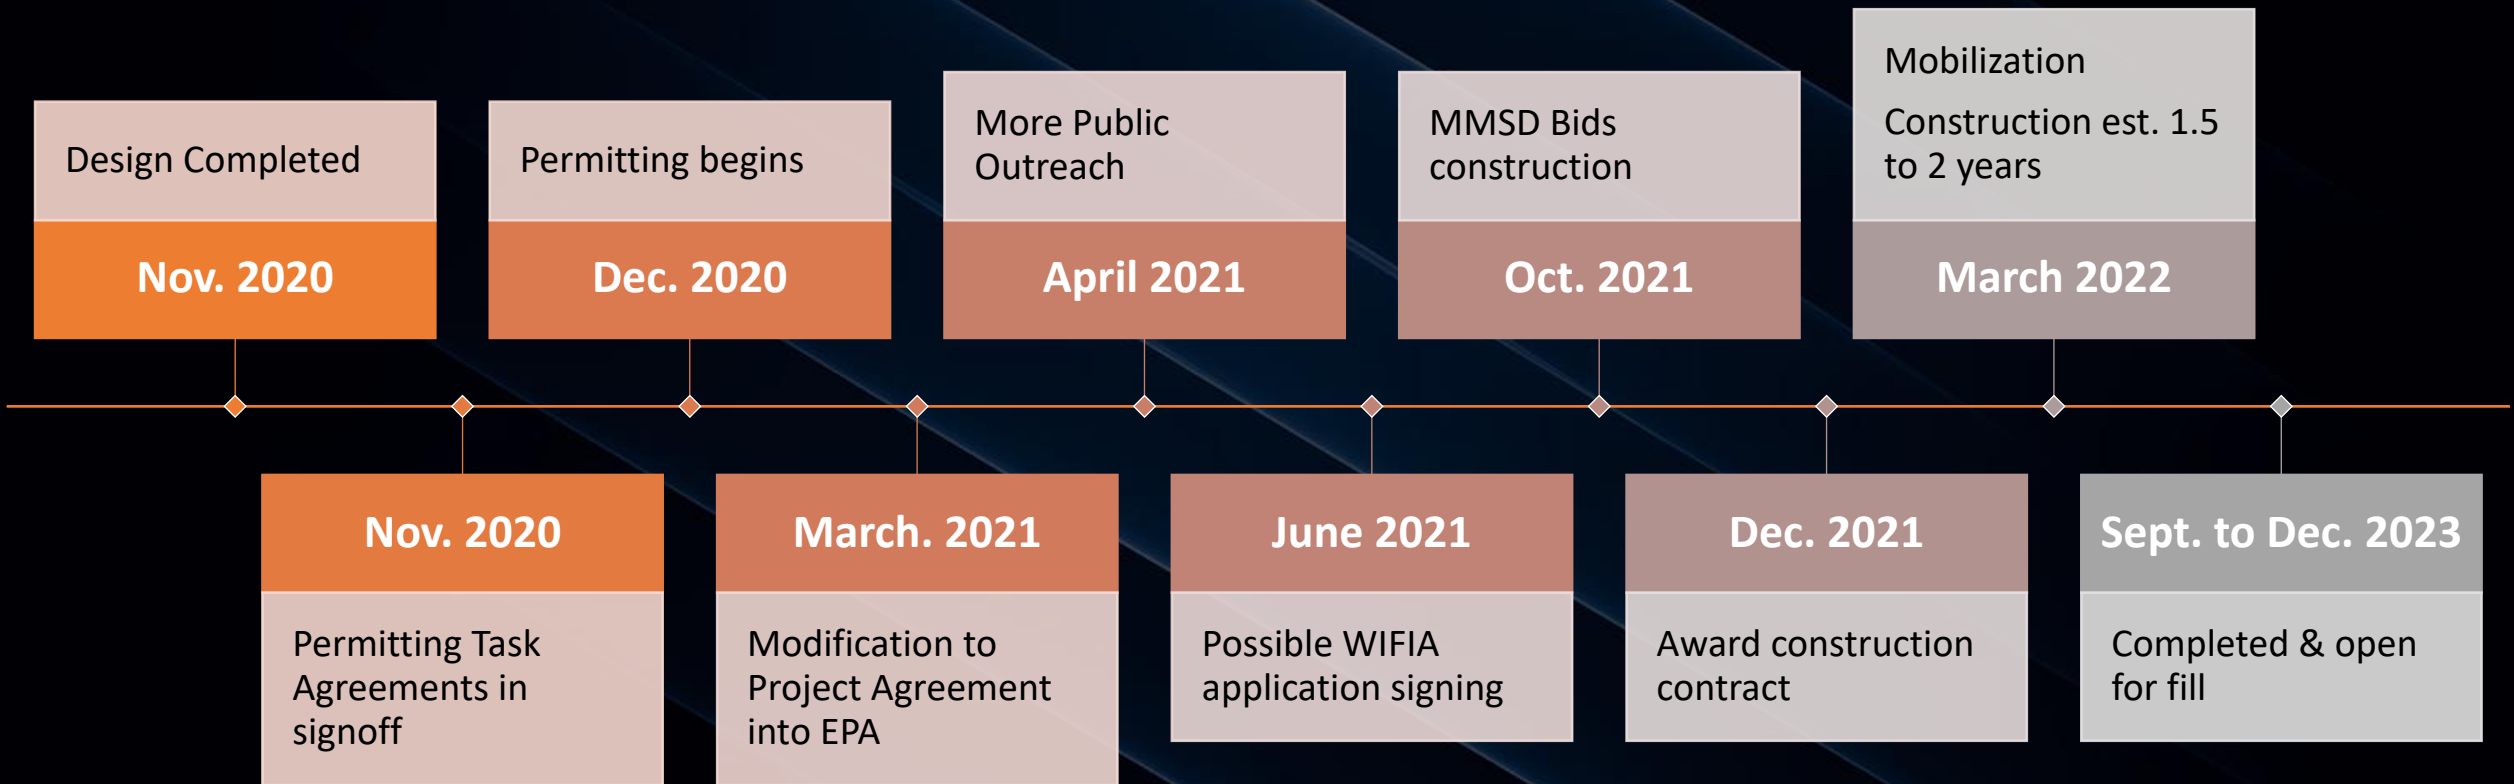 Design Completed
Nov. 2020
Nov. 2020
Permitting Task
Agreements in
signoff
Permitting begins
Dec. 2020
March. 2021
Modification to
Project Agreement
into EPA
More Public
Outreach
April 2021
June 2021
Possible WIFIA
application signing
MMSD Bids
construction
Oct. 2021
Dec. 2021
Award construction
contract
Mobilization
Construction est. 1.5
to 2 years
March 2022
Sept. to Dec. 2023
Completed & open
for fill